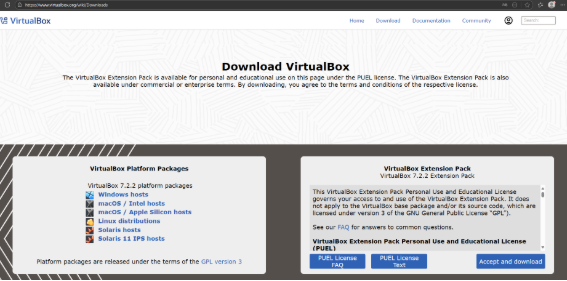 https://www.virtualbox.org/wiki/Downloads
VirtualBox
Home Download Documentation Community Search
Download VirtualBox
The VirtualBox Extension Pack is available for personal and educational use on this page under the PUEL license. The VirtualBox Extension Pack is also
available under commercial or enterprise terms. By downloading, you agree to the terms and conditions of the respective license.
VirtualBox Platform Packages
VirtualBox 7.2.2 platform packages
Windows hosts
macOS / Intel hosts
macOS / Apple Silicon hosts
Linux distributions
Solaris hosts
Solaris 11 IPS hosts
Platform packages are released under the terms of the GPL version 3
VirtualBox Extension Pack
VirtualBox 7.2.2 Extension Pack
This VirtualBox Extension Pack Personal Use and Educational License
governs your access to and use of the VirtualBox Extension Pack. It does
not apply to the VirtualBox base package and/or its source code, which are
licensed under version 3 of the GNU General Public License "GPL").
See our FAQ for answers to common questions.
VirtualBox Extension Pack Personal Use and Educational License
(PUEL)
PUEL License
FAQ
PUEL License
Text
Accept and download